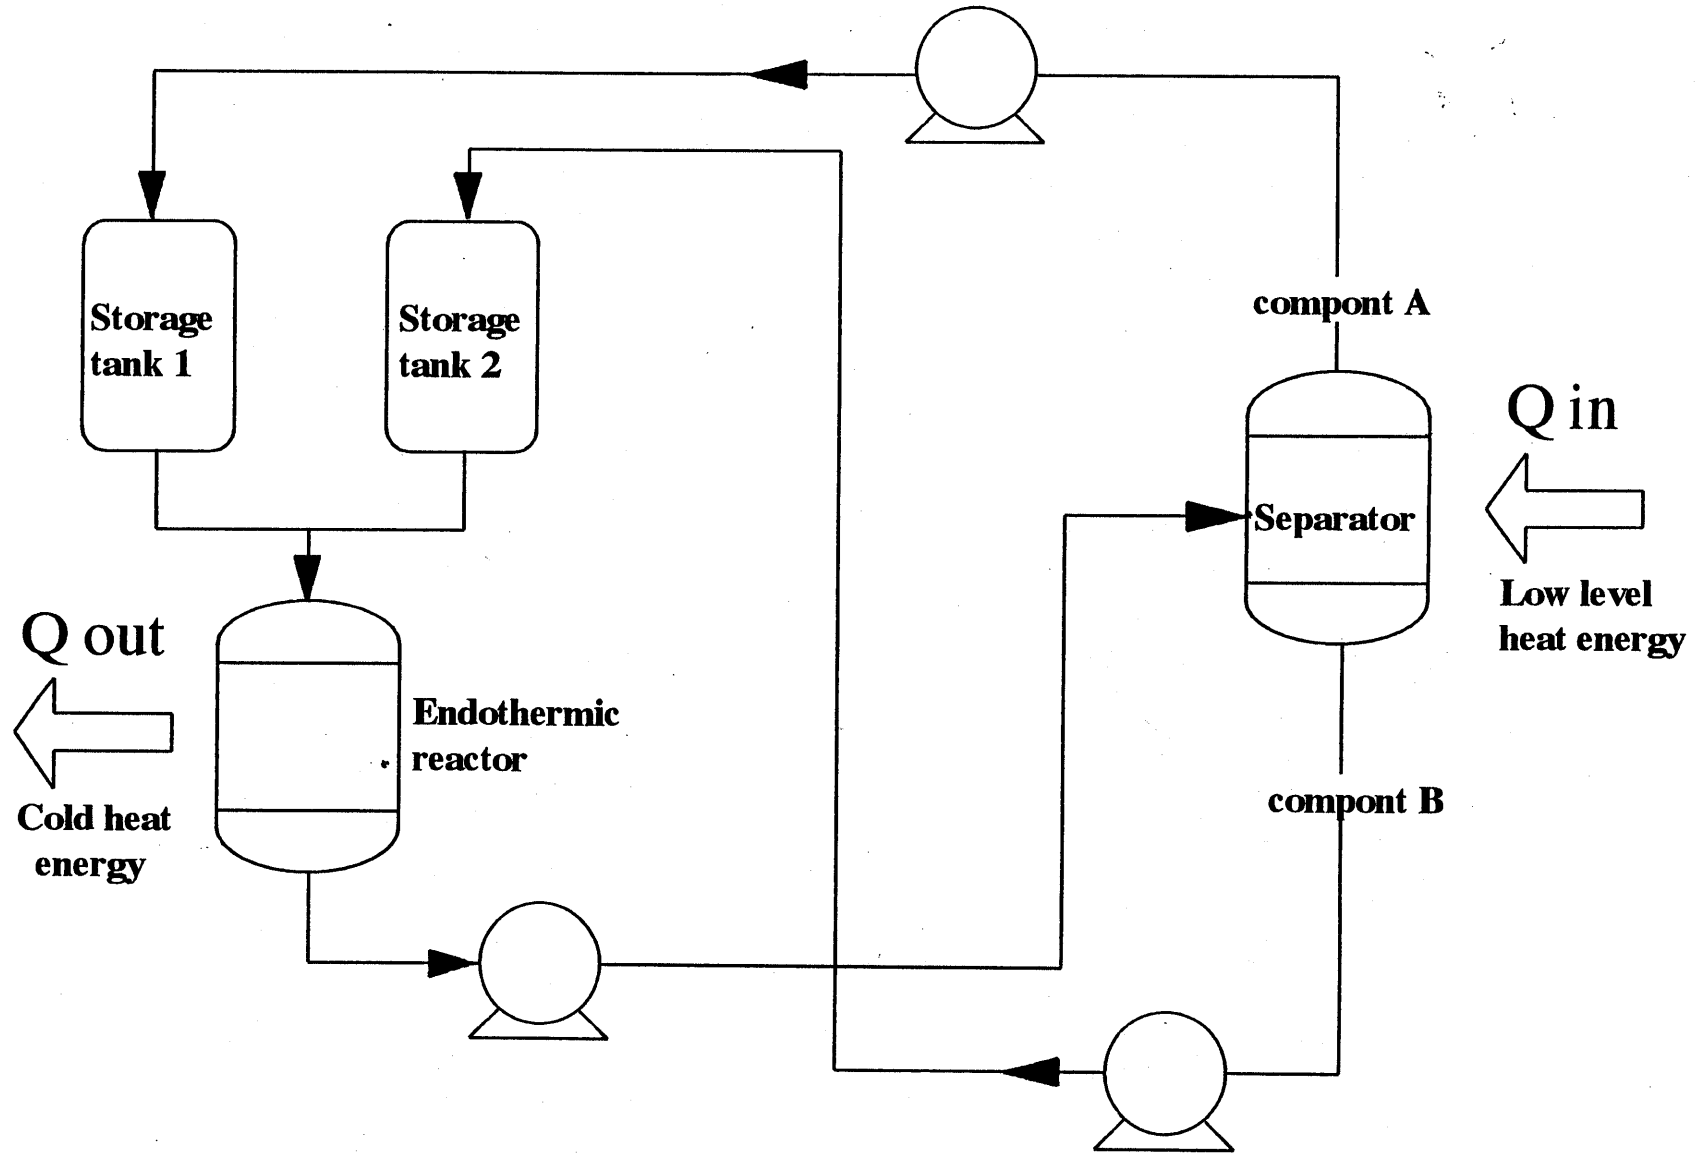 compont A
Storage
tank 1
Storage
tank 2
Q in
Separator
Low level
heat energy
Q out
Endothermic
reactor
Cold heat
energy
compont B